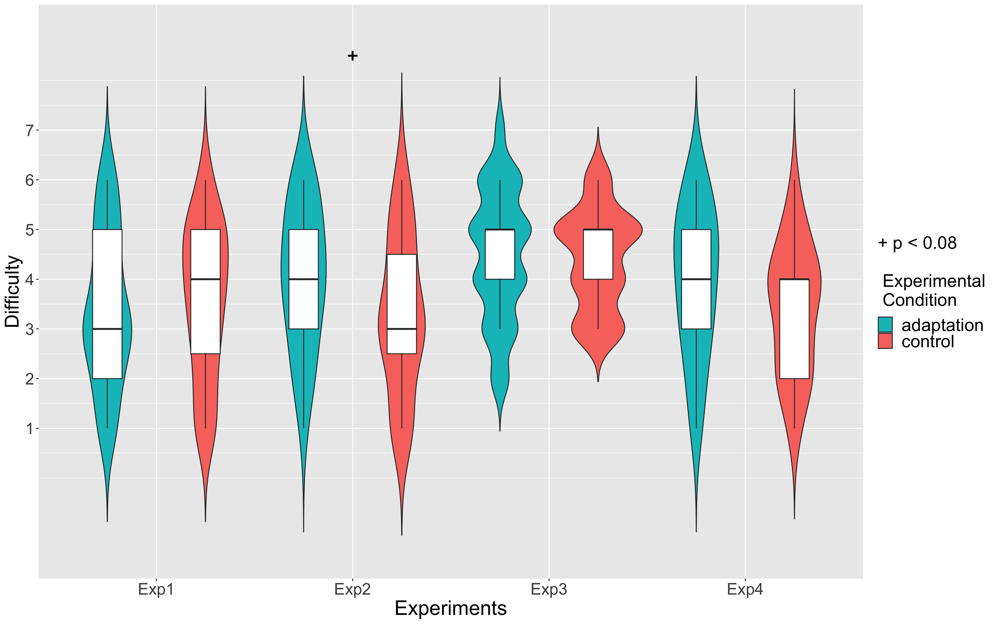 +
Difficulty
7
6
5
4
3
2
1
Exp1 Exp2 Exp3 Exp4
Experiments
+ p < 0.08
Experimental
Condition
adaptation
control